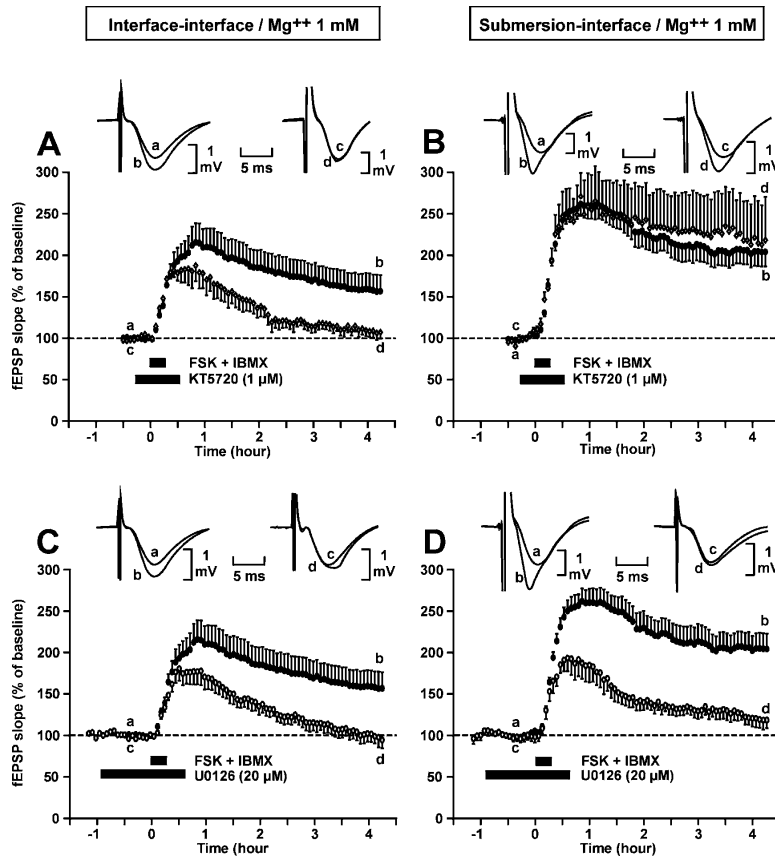 Interface-interface / Mg++ 1 mM
Submersion-interface / Mg++ 1 mM
A
a
b
1
mV
5 ms
c
d
1
mV
fEPSP slope (% of baseline)
300
250
200
150
100
50
0
a
c
b
d
FSK + IBMX
KT5720 (1 µM)
-1 0 1 2 3 4
Time (hour)
B
a
b
1
mV
5 ms
c
d
1
mV
300
250
200
150
100
50
0
c
a
d
b
FSK + IBMX
KT5720 (1 µM)
-1 0 1 2 3 4
Time (hour)
C
a
b
1
mV
5 ms
c
d
1
mV
fEPSP slope (% of baseline)
300
250
200
150
100
50
0
a
c
b
d
FSK + IBMX
U0126 (20 µM)
-1 0 1 2 3 4
Time (hour
D
a
b
1
mV
5 ms
c
d
1
mV
300
250
200
150
100
50
0
a
c
b
d
FSK + IBMX
U0126 (20 µM)
-1 0 1 2 3 4
Time (hour)